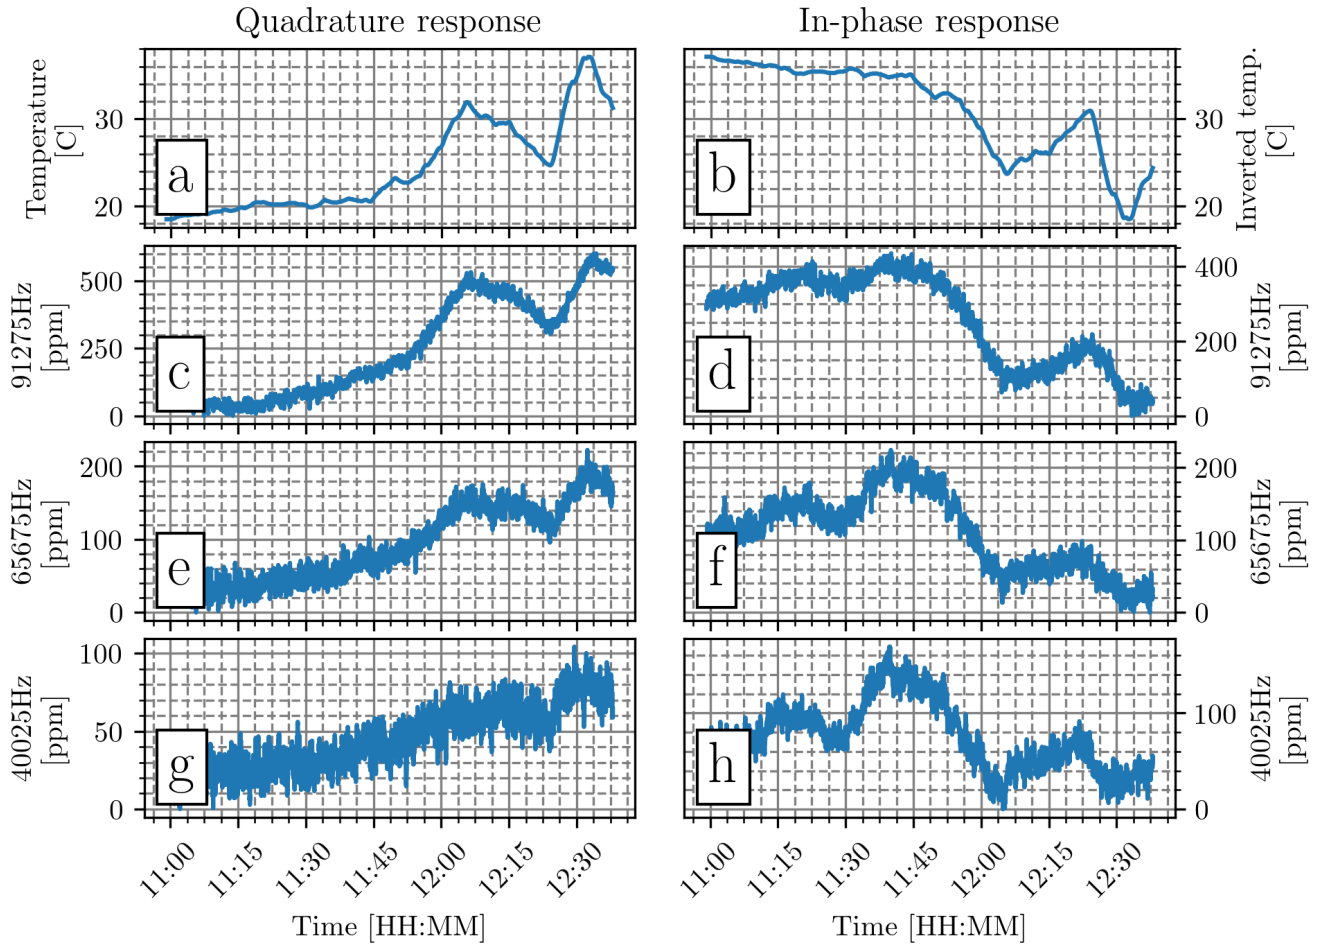 Quadrature response
In-phase response
Temperature
[C]
30
20
a
b
30
20
Inverted temp.
[C]
91275Hz
[ppm]
500
250
0
c
d
400
200
0
91275Hz
[ppm]
65675Hz
[ppm]
200
100
0
e
f
200
100
0
65675Hz
[ppm]
40025Hz
[ppm]
100
50
0
g
h
100
0
40025Hz
[ppm]
11:00 11:15 11:30 11:45 12:00 12:15 12:30
11:00 11:15 11:30 11:45 12:00 12:15 12:30
Time [HH:MM]
Time [HH:MM]